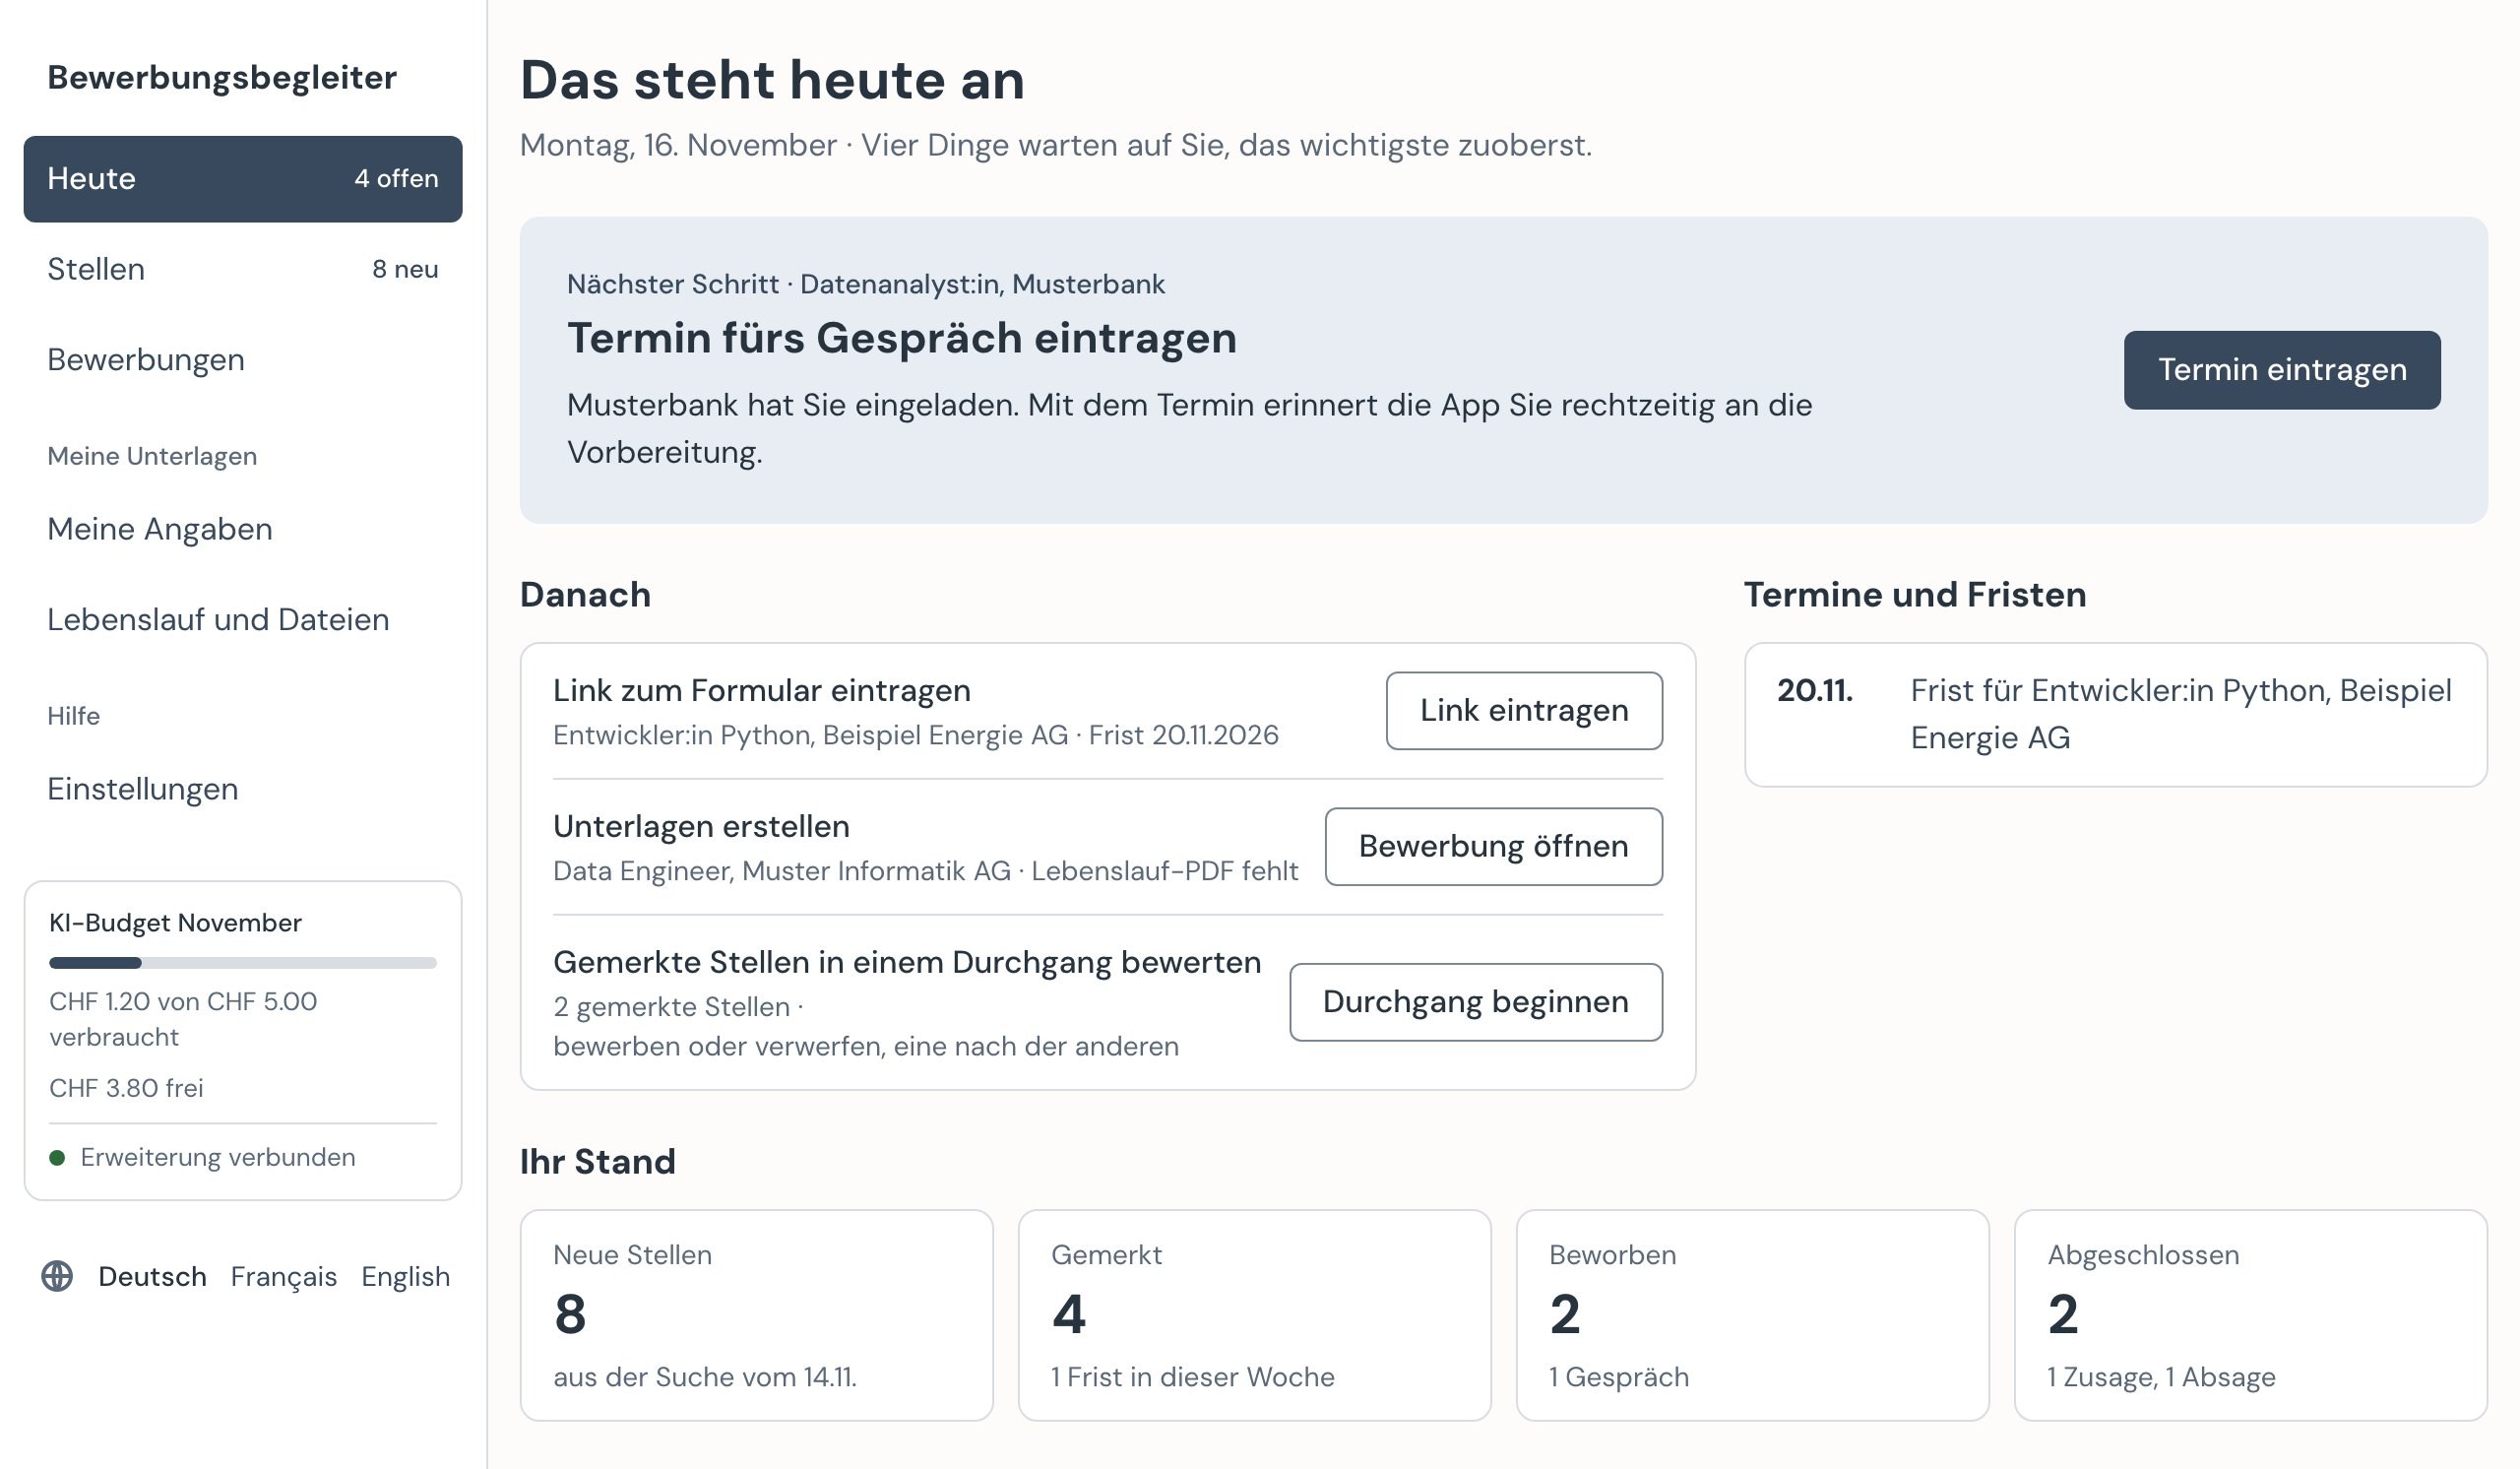 Bewerbungsbegleiter
Heute 4 offen
Stellen 8 neu
Bewerbungen
Meine Unterlagen
Meine Angaben
Lebenslauf und Dateien
Hilfe
Einstellungen
KI-Budget November
CHF 1.20 von CHF 5.00
verbraucht
CHF 3.80 frei
Erweiterung verbunden
Deutsch Français English
Das steht heute an
Montag, 16. November · Vier Dinge warten auf Sie, das wichtigste zuoberst.
Nächster Schritt · Datenanalyst:in, Musterbank
Termin fürs Gespräch eintragen
Musterbank hat Sie eingeladen. Mit dem Termin erinnert die App Sie rechtzeitig an die
Vorbereitung.
Termin eintragen
Danach
Link zum Formular eintragen
Entwickler:in Python, Beispiel Energie AG · Frist 20.11.2026
Link eintragen
Unterlagen erstellen
Data Engineer, Muster Informatik AG · Lebenslauf-PDF fehlt
Bewerbung öffnen
Gemerkte Stellen in einem Durchgang bewerten
2 gemerkte Stellen ·
bewerben oder verwerfen, eine nach der anderen
Durchgang beginnen
Termine und Fristen
20.11. Frist für Entwickler:in Python, Beispiel
Energie AG
Ihr Stand
Neue Stellen
8
aus der Suche vom 14.11.
Gemerkt
4
1 Frist in dieser Woche
Beworben
2
1 Gespräch
Abgeschlossen
2
1 Zusage, 1 Absage